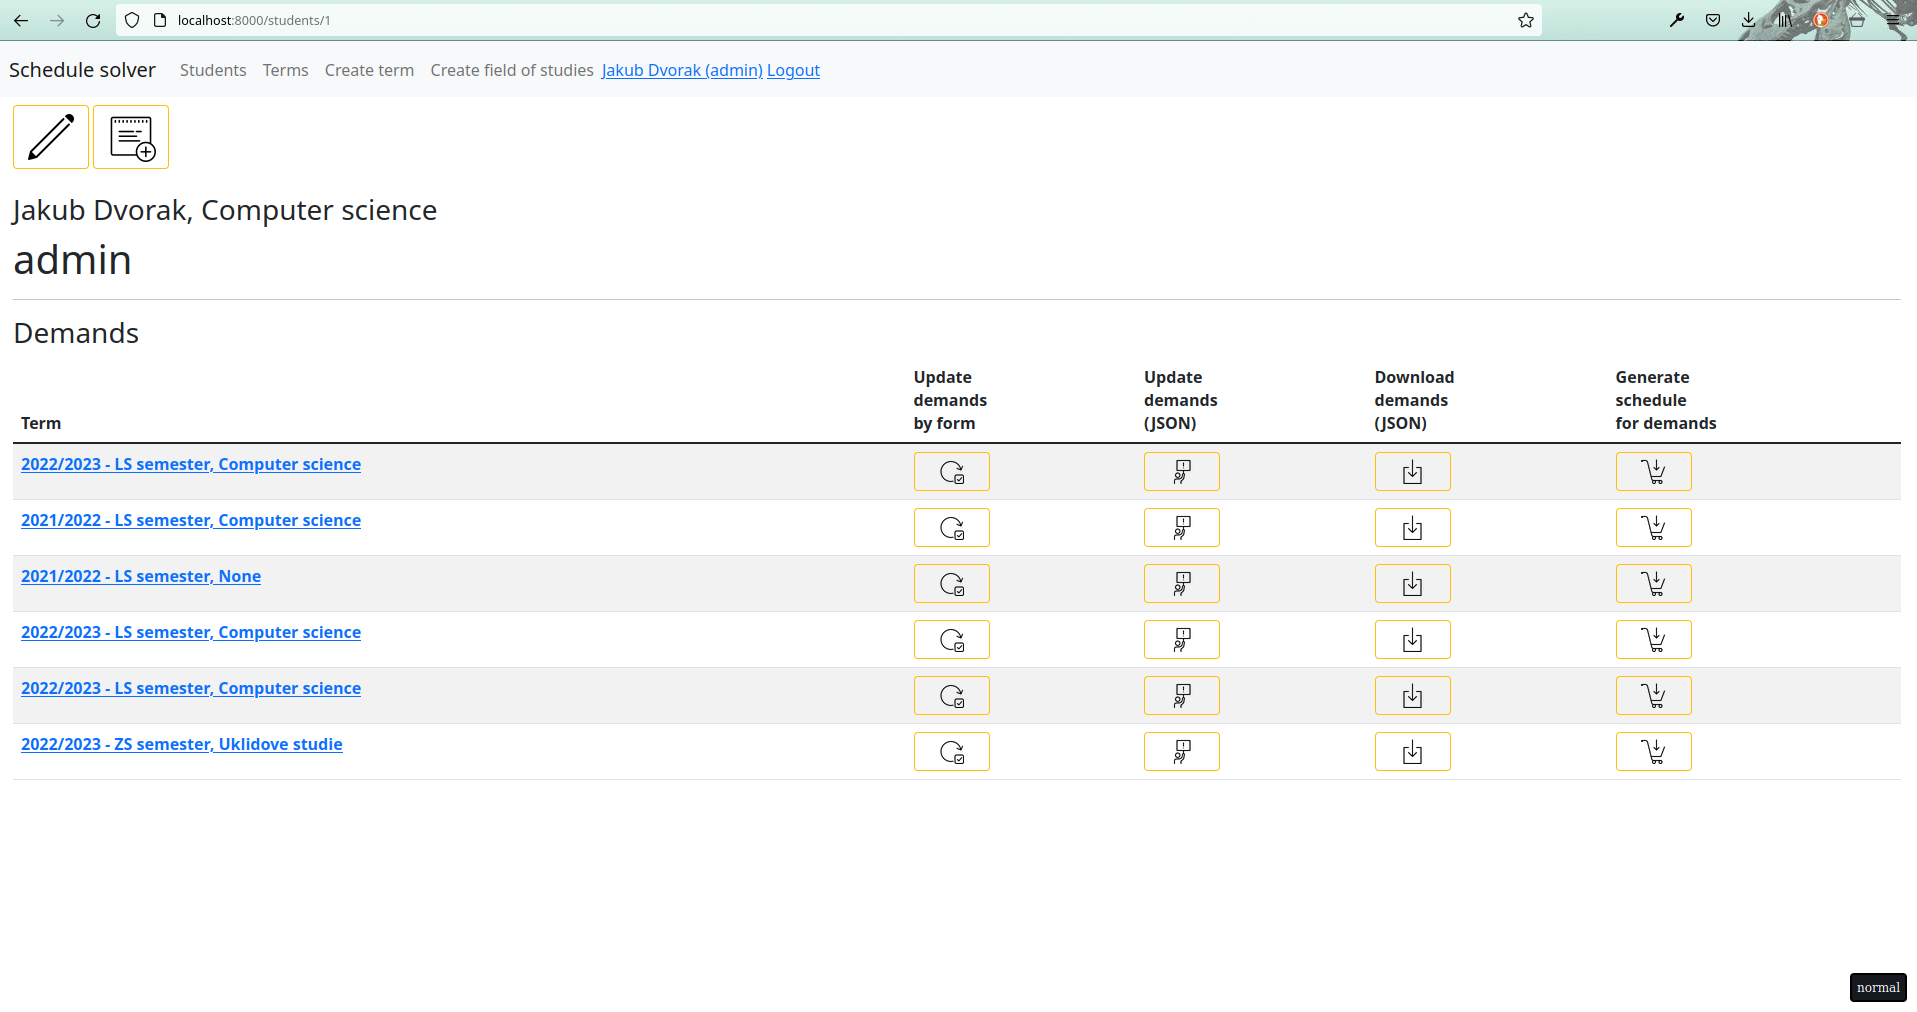 localhost:8000/students/1
Schedule solver Students Terms Create term Create field of studies Jakub Dvorak (admin) Logout
Jakub Dvorak, Computer science
admin
Demands
Term
Update
demands
by form
Update
demands
(JSON)
Download
demands
(JSON)
Generate
schedule
for demands
2022/2023 - LS semester, Computer science
2021/2022 - LS semester, Computer science
2021/2022 - LS semester, None
2022/2023 - LS semester, Computer science
2022/2023 - LS semester, Computer science
2022/2023 - ZS semester, Uklidove studie
normal